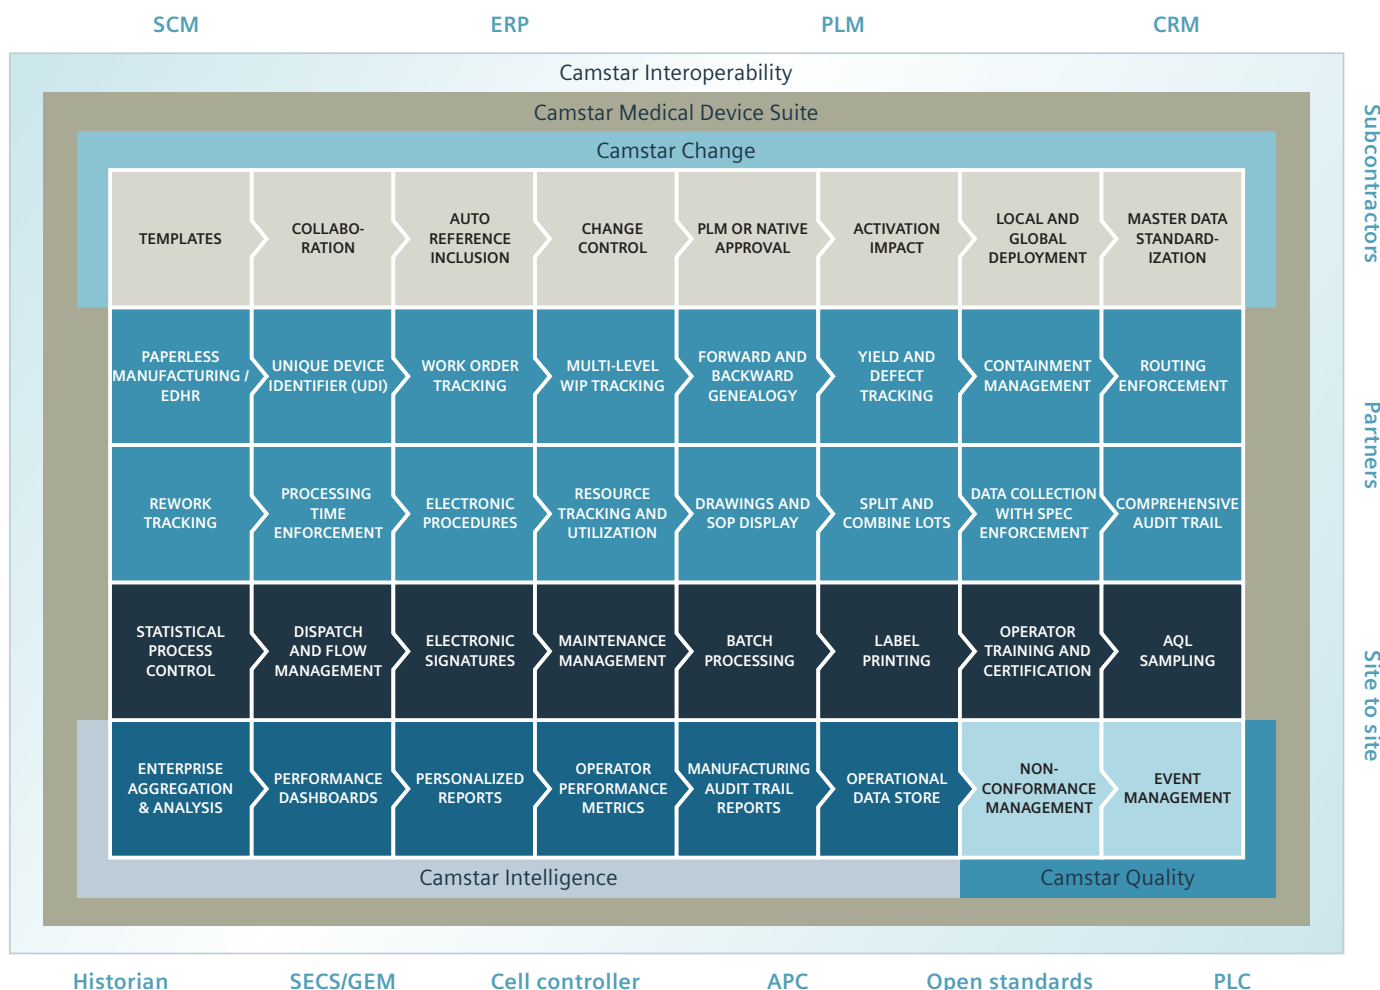 SCM
ERP
PLM
CRM
Camstar Interoperability
Camstar Medical Device Suite
Camstar Change
TEMPLATES
COLLABO-
RATION
AUTO
REFERENCE
INCLUSION
CHANGE
CONTROL
PLM OR NATIVE
APPROVAL
ACTIVATION
IMPACT
LOCAL AND
GLOBAL
DEPLOYMENT
MASTER DATA
STANDARD-
IZATION
PAPERLESS
MANUFACTURING /
EDHR
UNIQUE DEVICE
IDENTIFIER (UDI)
WORK ORDER
TRACKING
MULTI-LEVEL
WIP TRACKING
FORWARD AND
BACKWARD
GENEALOGY
YIELD AND
DEFECT
TRACKING
CONTAINMENT
MANAGEMENT
ROUTING
ENFORCEMENT
REWORK
TRACKING
PROCESSING
TIME
ENFORCEMENT
ELECTRONIC
PROCEDURES
RESOURCE
TRACKING AND
UTILIZATION
DRAWINGS AND
SOP DISPLAY
SPLIT AND
COMBINE LOTS
DATA COLLECTION
WITH SPEC
ENFORCEMENT
COMPREHENSIVE
AUDIT TRAIL
STATISTICAL
PROCESS
CONTROL
DISPATCH
AND FLOW
MANAGEMENT
ELECTRONIC
SIGNATURES
MAINTENANCE
MANAGEMENT
BATCH
PROCESSING
LABEL
PRINTING
OPERATOR
TRAINING AND
CERTIFICATION
AQL
SAMPLING
ENTERPRISE
AGGREGATION
& ANALYSIS
PERFORMANCE
DASHBOARDS
PERSONALIZED
REPORTS
OPERATOR
PERFORMANCE
METRICS
MANUFACTURING
AUDIT TRAIL
REPORTS
OPERATIONAL
DATA STORE
NON-
CONFORMANCE
MANAGEMENT
EVENT
MANAGEMENT
Camstar Intelligence
Camstar Quality
Subcontractors
Partners
Site to site
Historian
SECS/GEM
Cell controller
APC
Open standards
PLC